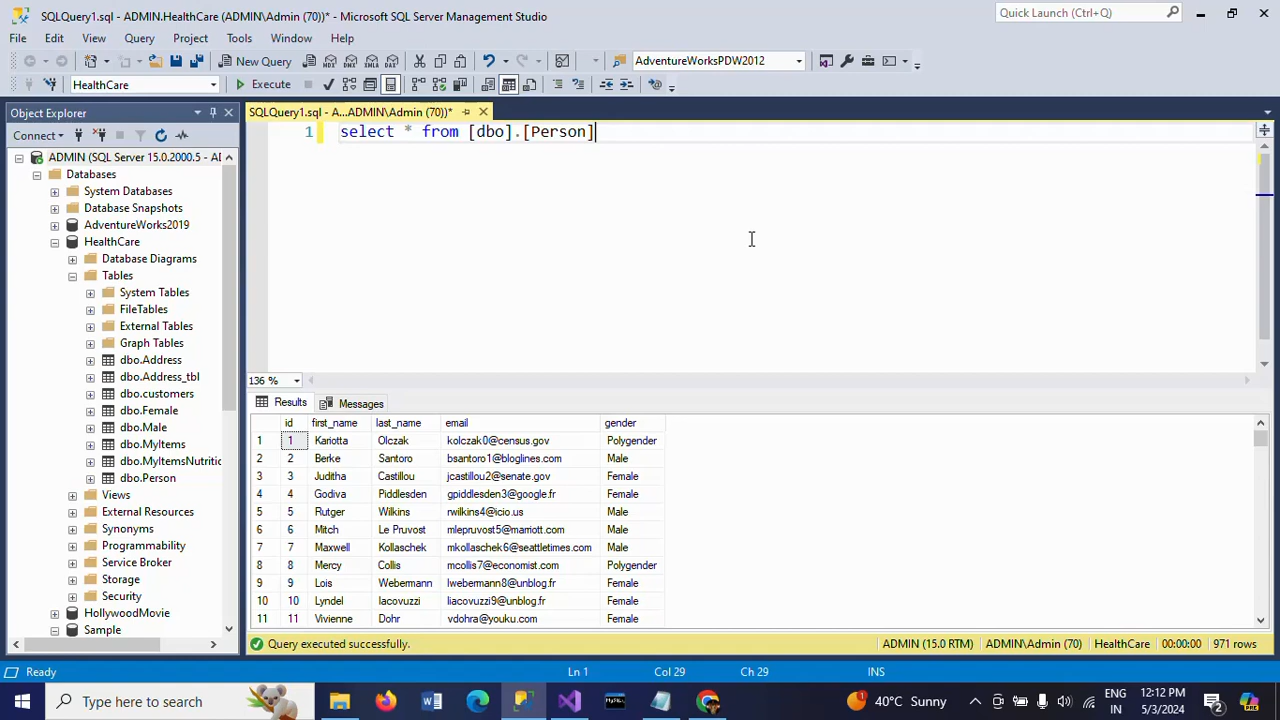 SQLQuery1.sql - ADMIN.HealthCare (ADMIN\Admin (70))* - Microsoft SQL Server Management Studio
Quick Launch (Ctrl+Q)
File Edit View Query Project Tools Window Help
New Query
AdventureWorksPDW2012
HealthCare
Execute
Object Explorer
SQLQuery1.sql - A...ADMIN\Admin (70))*
Connect
1 select * from [dbo].[Person]
ADMIN (SQL Server 15.0.2000.5 - AD
Databases
System Databases
Database Snapshots
AdventureWorks2019
HealthCare
Database Diagrams
Tables
System Tables
FileTables
External Tables
Graph Tables
dbo.Address
dbo.Address_tbl
dbo.customers
dbo.Female
dbo.Male
dbo.MyItems
dbo.MyItemsNutritic
dbo.Person
Views
External Resources
Synonyms
Programmability
Service Broker
Storage
Security
HollywoodMovie
Sample
136 %
Results Messages
id first_name last_name email gender
1 1 Kariotta Olczak kolczak0@census.gov Polygender
2 2 Berke Santoro bsantoro1@bloglines.com Male
3 3 Juditha Castillou jcastillou2@senate.gov Female
4 4 Godiva Piddlesden gpiddlesden3@google.fr Female
5 5 Rutger Wilkins rwilkins4@icio.us Male
6 6 Mitch Le Pruvost mlepruvost5@marriott.com Male
7 7 Maxwell Kollaschek mkollaschek6@seattletimes.com Male
8 8 Mercy Collis mcollis7@economist.com Polygender
9 9 Lois Webermann lwebermann8@unblog.fr Female
10 10 Lyndel Iacovuzzi liacovuzzi9@unblog.fr Female
11 11 Vivienne Dohr vdohra@youku.com Female
Query executed successfully.
ADMIN (15.0 RTM) ADMIN\Admin (70) HealthCare 00:00:00 971 rows
Ready
Ln 1 Col 29 Ch 29 INS
Type here to search
40°C Sunny
ENG
IN
12:12 PM
5/3/2024
2